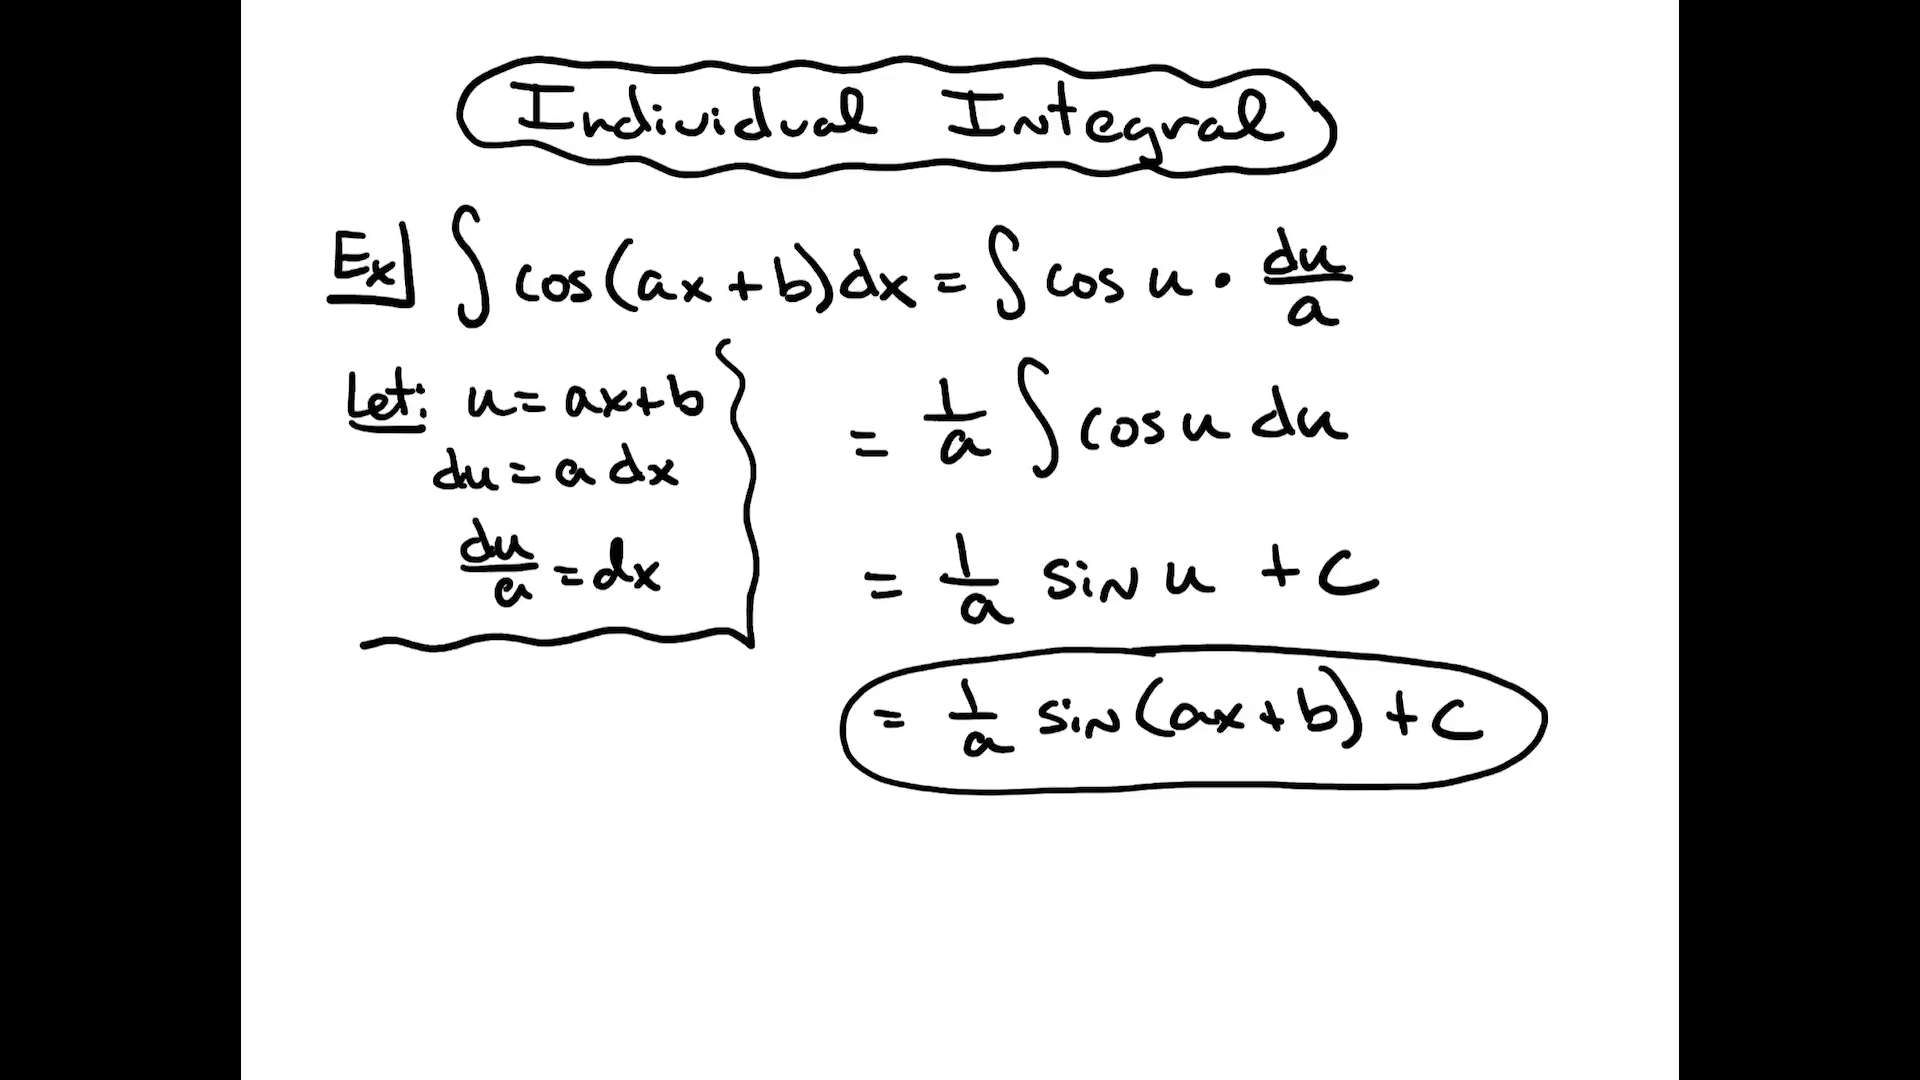 Individual Integral
Ex ∫ cos(ax+b)dx = ∫ cos u · du/a
Let: u = ax+b
du = a dx
du/a = dx
= 1/a ∫ cos u du
= 1/a sin u + C
= 1/a sin(ax+b) + C